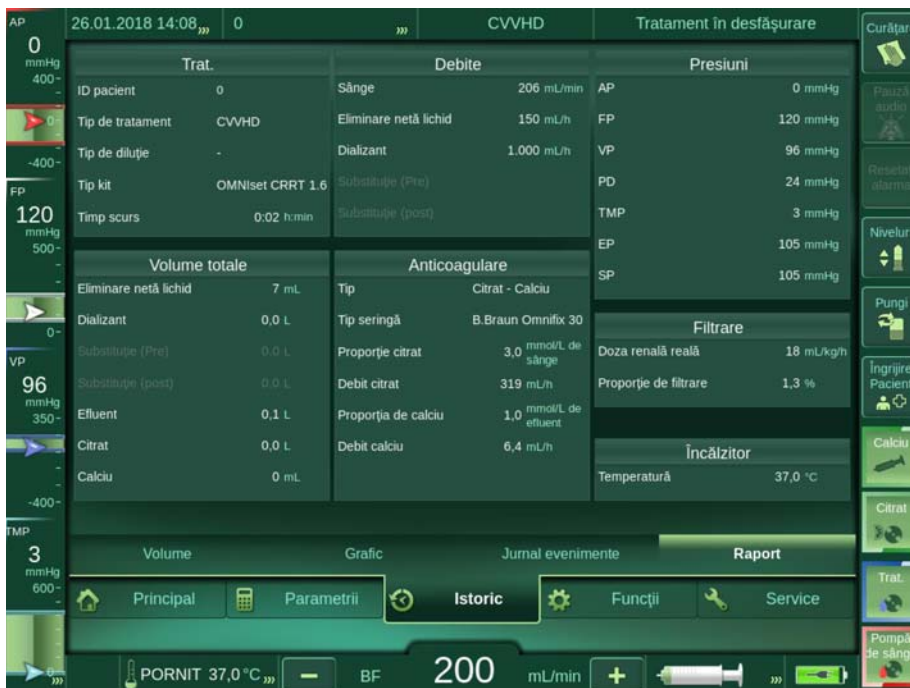 AP
0
mmHg
400
0
-400
FP
120
mmHg
500
0
VP
96
mmHg
350
-400
TMP
3
mmHg
600
0
26.01.2018 14:08 0 CVVHD Tratament în desfășurare
Trat.
ID pacient 0
Tip de tratament CVVHD
Tip de diluție -
Tip kit OMNIset CRRT 1.6
Timp scurs 0:02 h:min
Debite
Sânge 206 mL/min
Eliminare netă lichid 150 mL/h
Dializant 1.000 mL/h
Substituție (Pre)
Substituție (post)
Presiuni
AP 0 mmHg
FP 120 mmHg
VP 96 mmHg
PD 24 mmHg
TMP 3 mmHg
EP 105 mmHg
SP 105 mmHg
Volume totale
Eliminare netă lichid 7 mL
Dializant 0,0 L
Substituție (Pre) 0,0 L
Substituție (post) 0,0 L
Efluent 0,1 L
Citrat 0,0 L
Calciu 0 mL
Anticoagulare
Tip Citrat - Calciu
Tip seringă B.Braun Omnifix 30
Proporție citrat 3,0 mmol/L de sânge
Debit citrat 319 mL/h
Proporția de calciu 1,0 mmol/L de efluent
Debit calciu 6,4 mL/h
Filtrare
Doza renală reală 18 mL/kg/h
Proporție de filtrare 1,3 %
Încălzitor
Temperatură 37,0 °C
Volume Grafic Jurnal evenimente Raport
Principal Parametrii Istoric Funcții Service
PORNIT 37,0 °C BF 200 mL/min
Curățar
Pauză
audio
Resetar
alarma
Nivelur
Pungi
Îngrijire
Pacien
Calciu
Citrat
Trat.
Pompă
de sâng